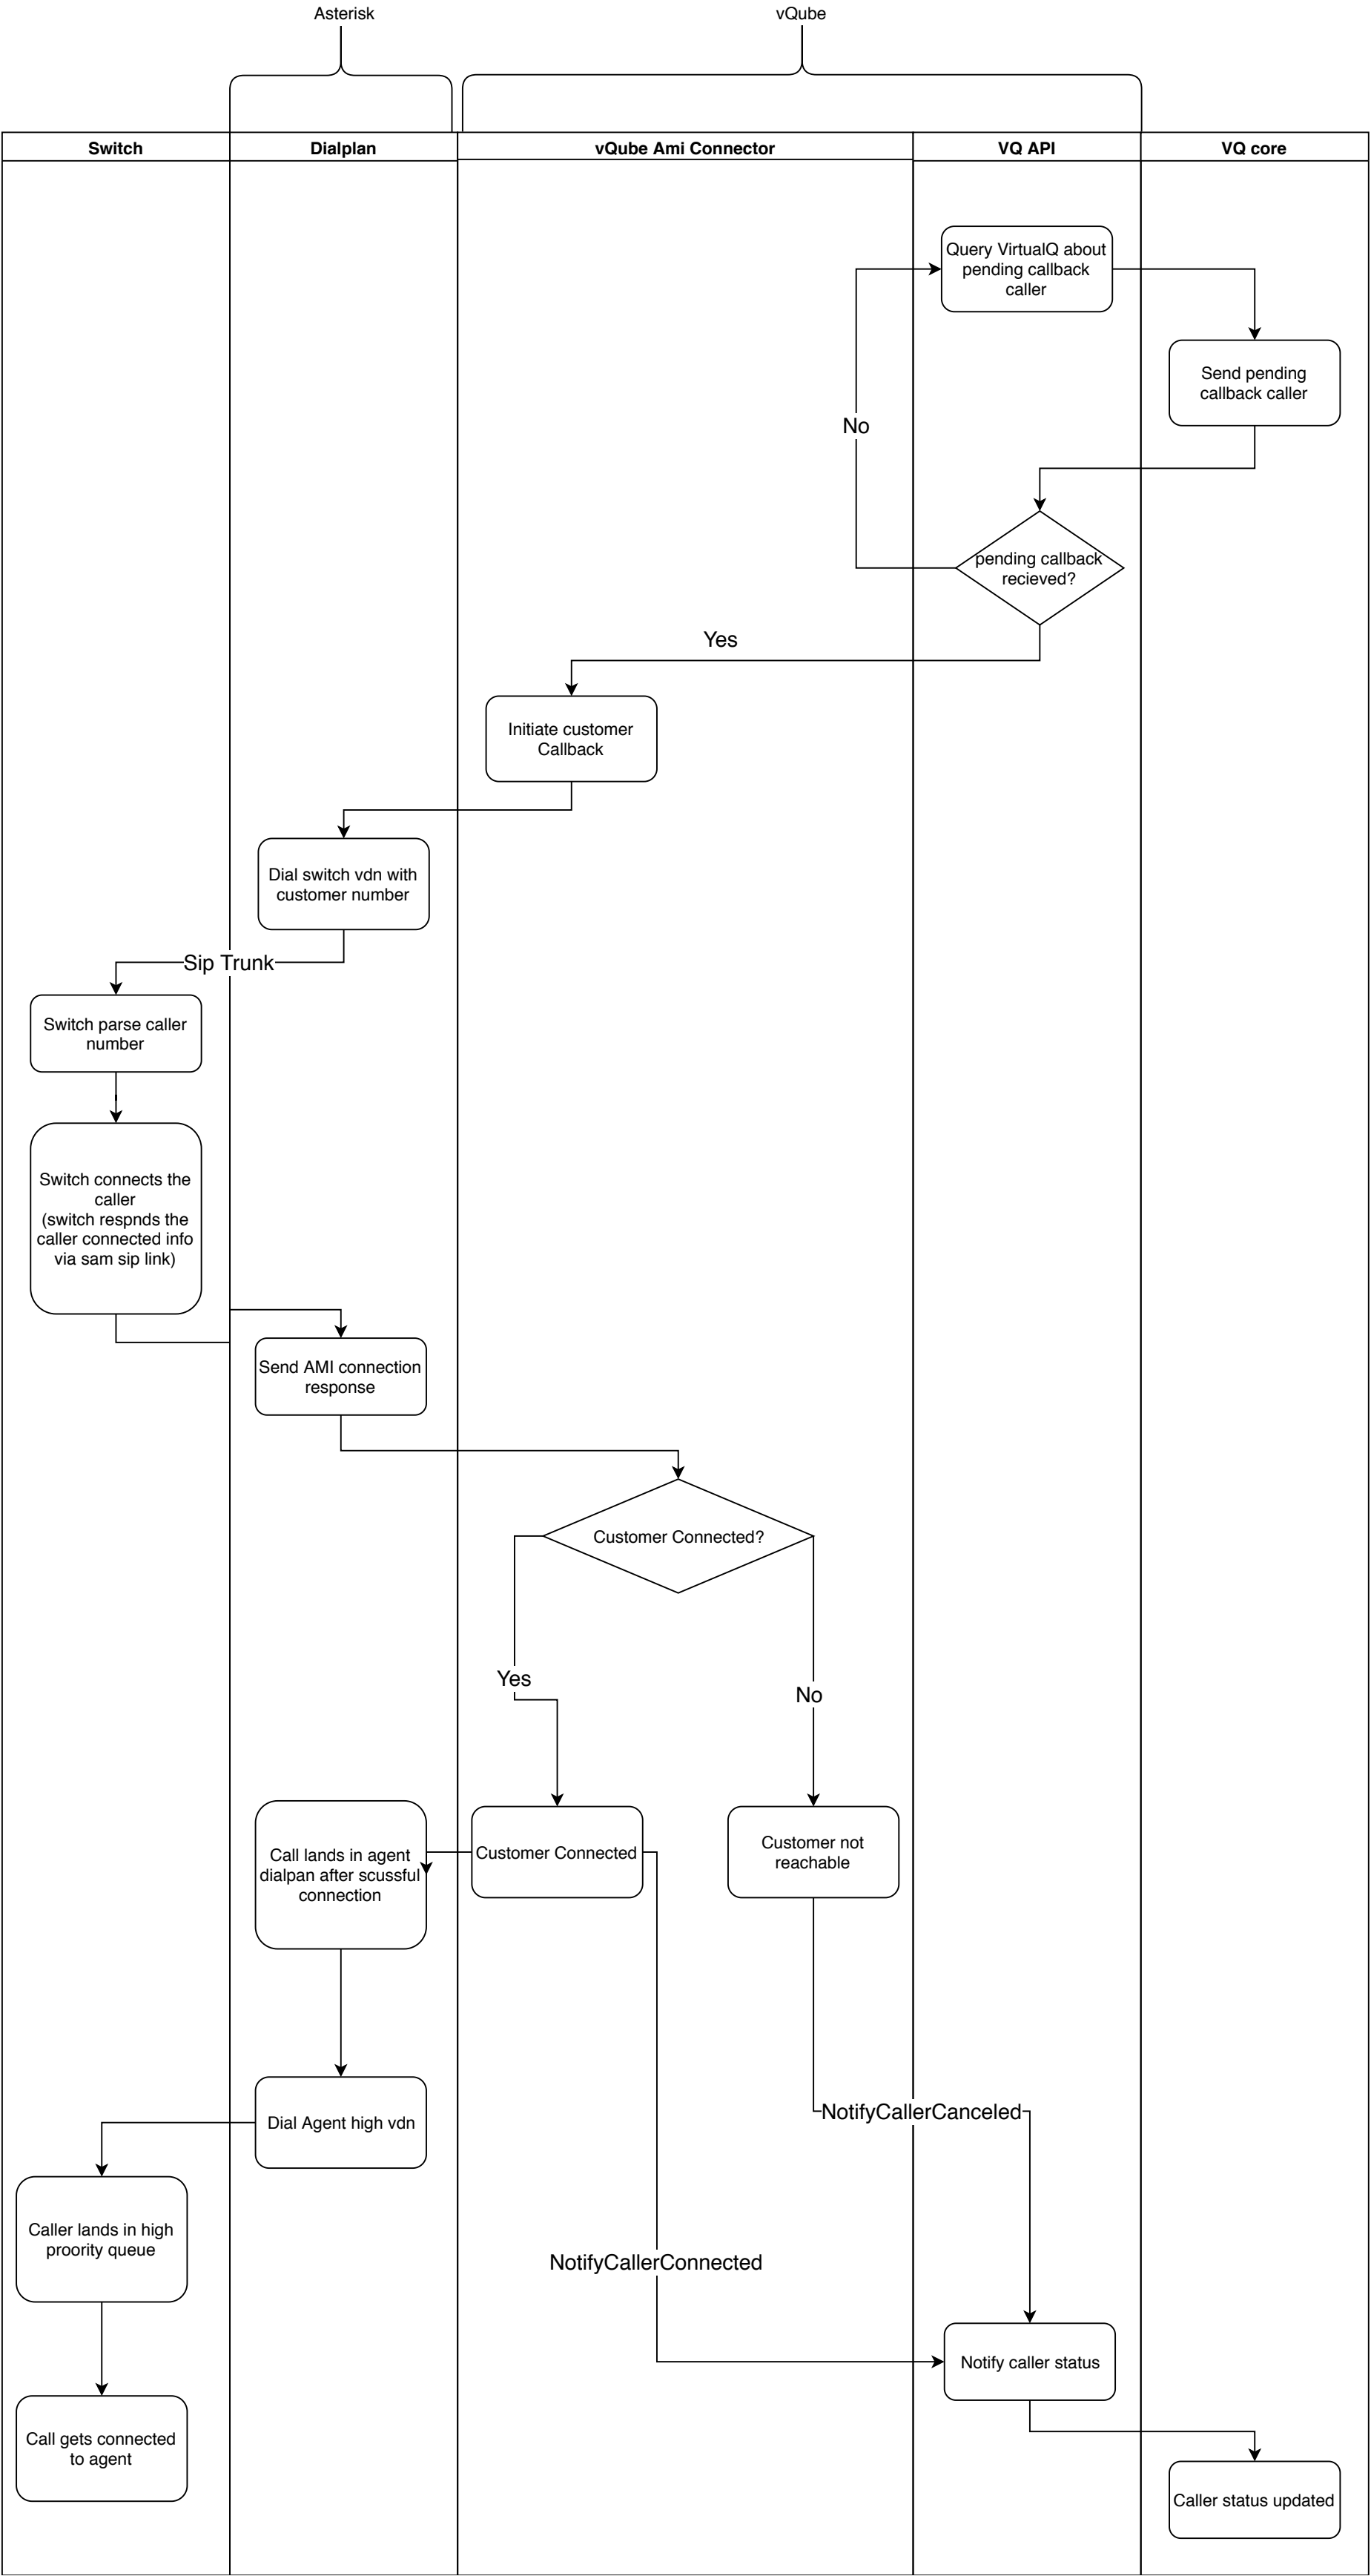 Asterisk
vQube
Switch
Dialplan
vQube Ami Connector
VQ API
VQ core
Query VirtualQ about
pending callback
caller
Send pending
callback caller
No
pending callback
recieved?
Yes
Initiate customer
Callback
Dial switch vdn with
customer number
Sip Trunk
Switch parse caller
number
Switch connects the
caller
(switch respnds the
caller connected info
via sam sip link)
Send AMI connection
response
Customer Connected?
Yes
No
Call lands in agent
dialpan after scussful
connection
Customer Connected
Customer not
reachable
Dial Agent high vdn
NotifyCallerCanceled
Caller lands in high
proority queue
NotifyCallerConnected
Notify caller status
Call gets connected
to agent
Caller status updated